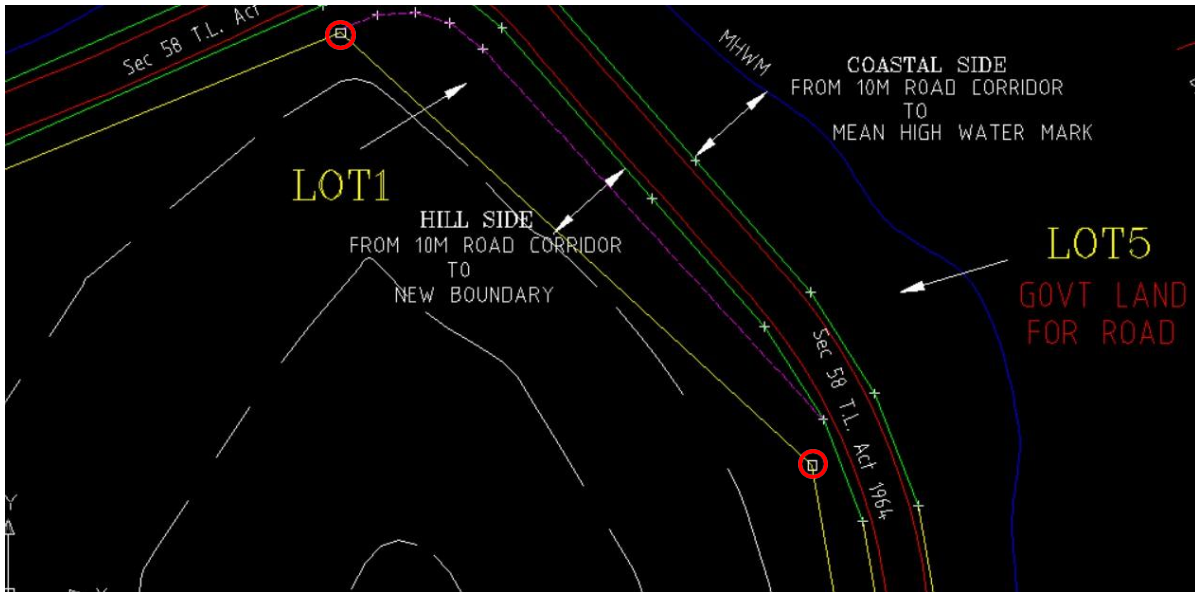 Sec 58 T.L. Act
MHWM
COASTAL SIDE
FROM 10M ROAD CORRIDOR
TO
MEAN HIGH WATER MARK
LOT1
HILL SIDE
FROM 10M ROAD CORRIDOR
TO
NEW BOUNDARY
LOT5
GOVT LAND
FOR ROAD
Sec 58 T.L. Act 1964
Y
X